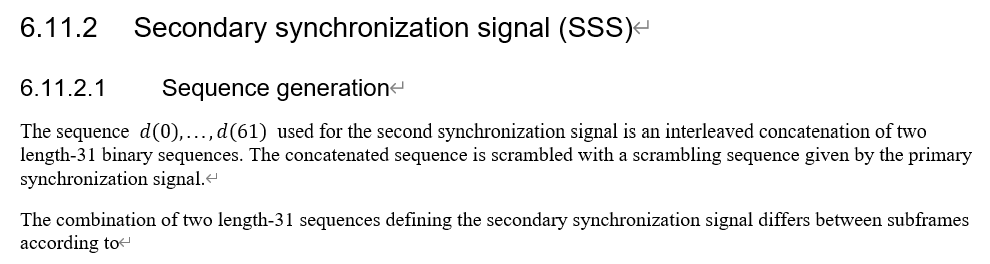 6.11.2 Secondary synchronization signal (SSS)↵
6.11.2.1 Sequence generation↵
The sequence d(0),...,d(61) used for the second synchronization signal is an interleaved concatenation of two
length-31 binary sequences. The concatenated sequence is scrambled with a scrambling sequence given by the primary
synchronization signal.↵
The combination of two length-31 sequences defining the secondary synchronization signal differs between subframes
according to↵